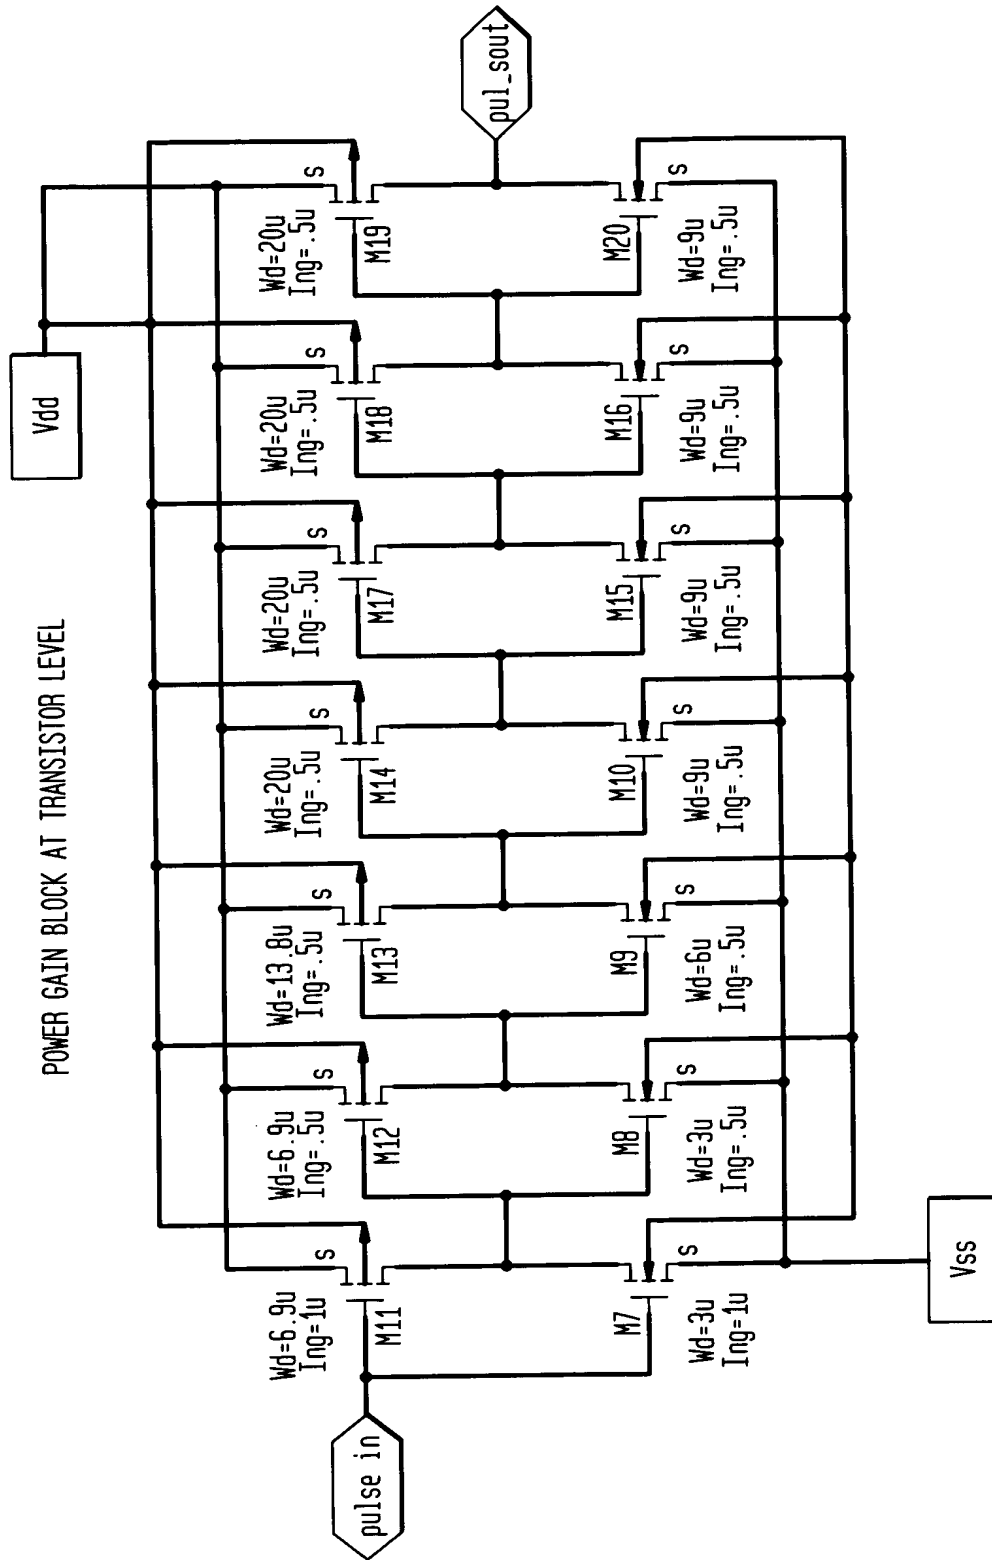 POWER GAIN BLOCK AT TRANSISTOR LEVEL
Vdd
Wd=6.9u
Ing=1u
S
M11
Wd=6.9u
Ing=.5u
S
M12
Wd=13.8u
Ing=.5u
S
M13
Wd=20u
Ing=.5u
S
M14
Wd=20u
Ing=.5u
S
M17
Wd=20u
Ing=.5u
S
M18
Wd=20u
Ing=.5u
S
M19
pulse in
pul_sout
M7
S
Wd=3u
Ing=1u
M8
S
Wd=3u
Ing=.5u
M9
S
Wd=6u
Ing=.5u
M10
S
Wd=9u
Ing=.5u
M15
S
Wd=9u
Ing=.5u
M16
S
Wd=9u
Ing=.5u
M20
S
Wd=9u
Ing=.5u
Vss